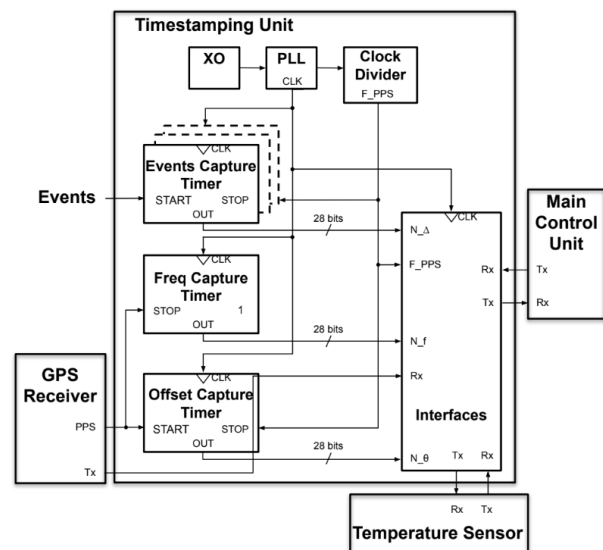 Timestamping Unit
XO
PLL
CLK
Clock
Divider
F_PPS
CLK
Events Capture
Timer
START
STOP
OUT
Events
28 bits
CLK
Freq Capture
Timer
STOP
1
OUT
28 bits
CLK
Offset Capture
Timer
START
STOP
OUT
28 bits
GPS
Receiver
PPS
Tx
CLK
N_Δ
F_PPS
Rx
Tx
N_f
Rx
Interfaces
N_θ
Tx
Rx
Main
Control
Unit
Tx
Rx
Rx
Tx
Temperature Sensor